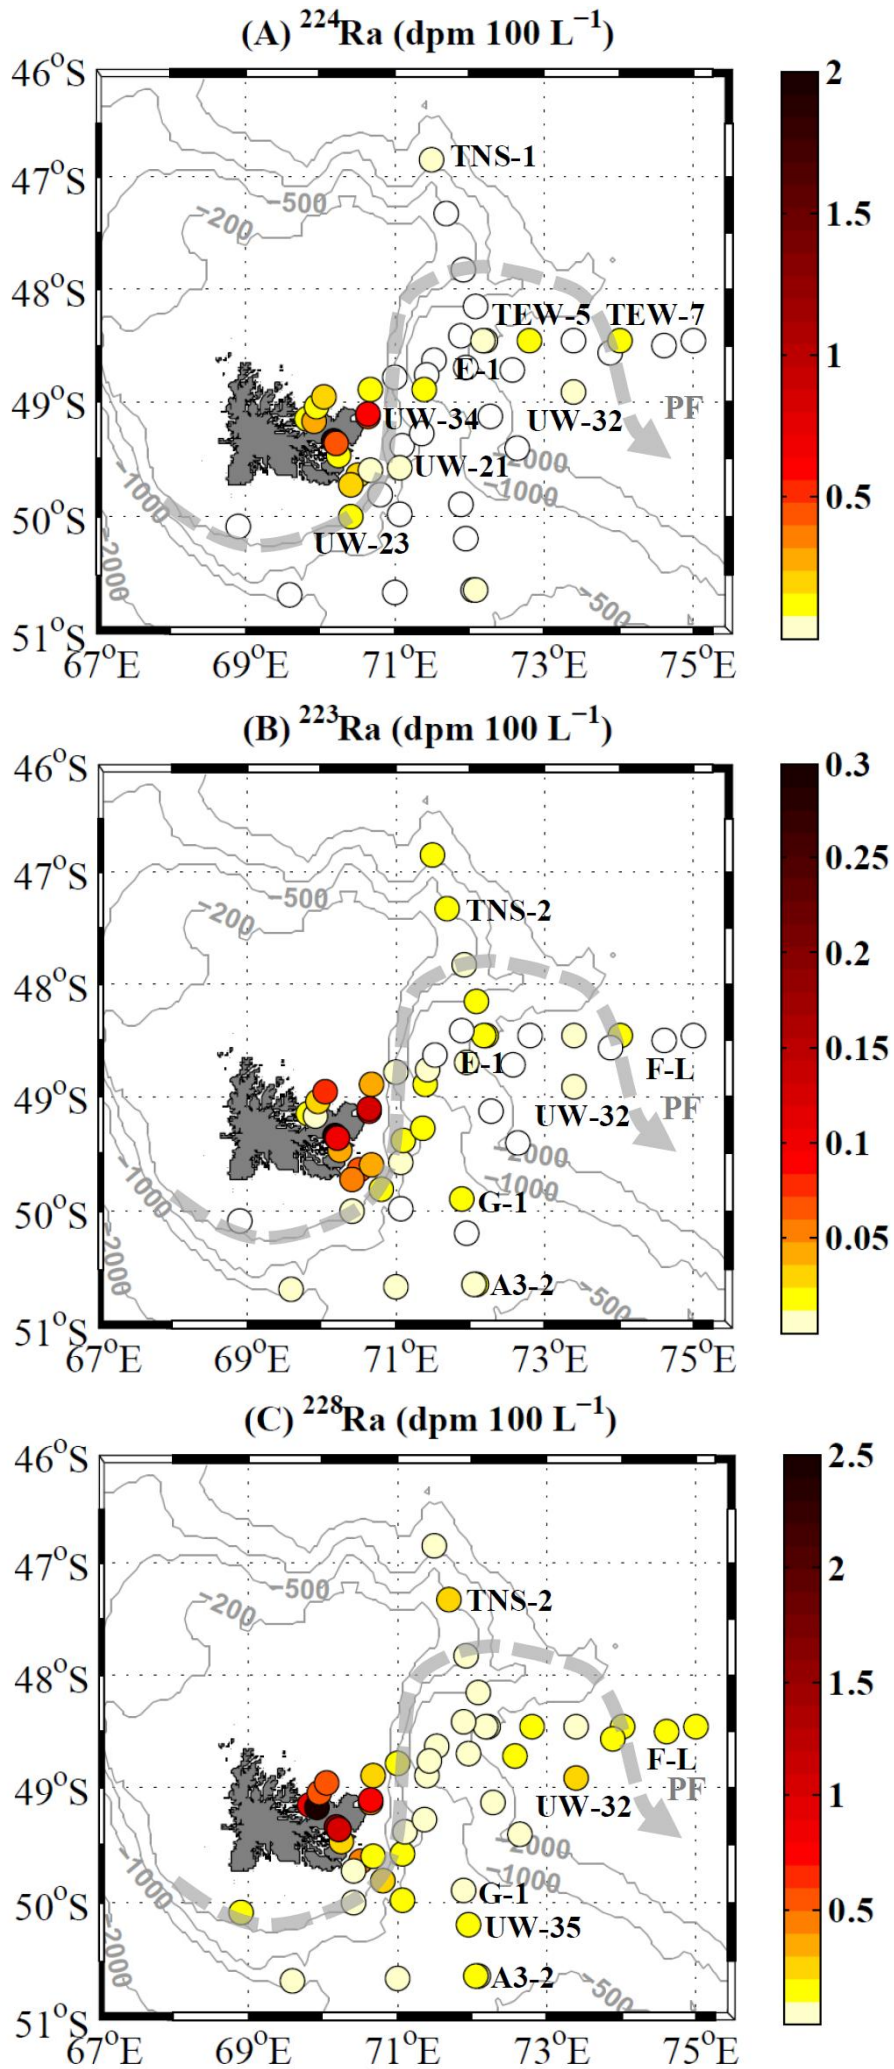 (A) ²²⁴Ra (dpm 100 L⁻¹)
46°S
47°S
48°S
49°S
50°S
51°S
67°E
69°E
71°E
73°E
75°E
TNS-1
−500
−200
TEW-5
TEW-7
E-1
UW-34
UW-32
PF
UW-21
−2000
−1000
−1000
UW-23
−2000
−500
2
1.5
1
0.5
(B) ²²³Ra (dpm 100 L⁻¹)
46°S
47°S
48°S
49°S
50°S
51°S
67°E
69°E
71°E
73°E
75°E
−500
−200
TNS-2
E-1
F-L
UW-32
PF
−2000
−1000
−1000
G-1
−2000
A3-2
−500
0.3
0.25
0.2
0.15
0.1
0.05
(C) ²²⁸Ra (dpm 100 L⁻¹)
46°S
47°S
48°S
49°S
50°S
51°S
67°E
69°E
71°E
73°E
75°E
−500
−200
TNS-2
F-L
UW-32
PF
−2000
−1000
−1000
G-1
UW-35
−2000
A3-2
−500
2.5
2
1.5
1
0.5